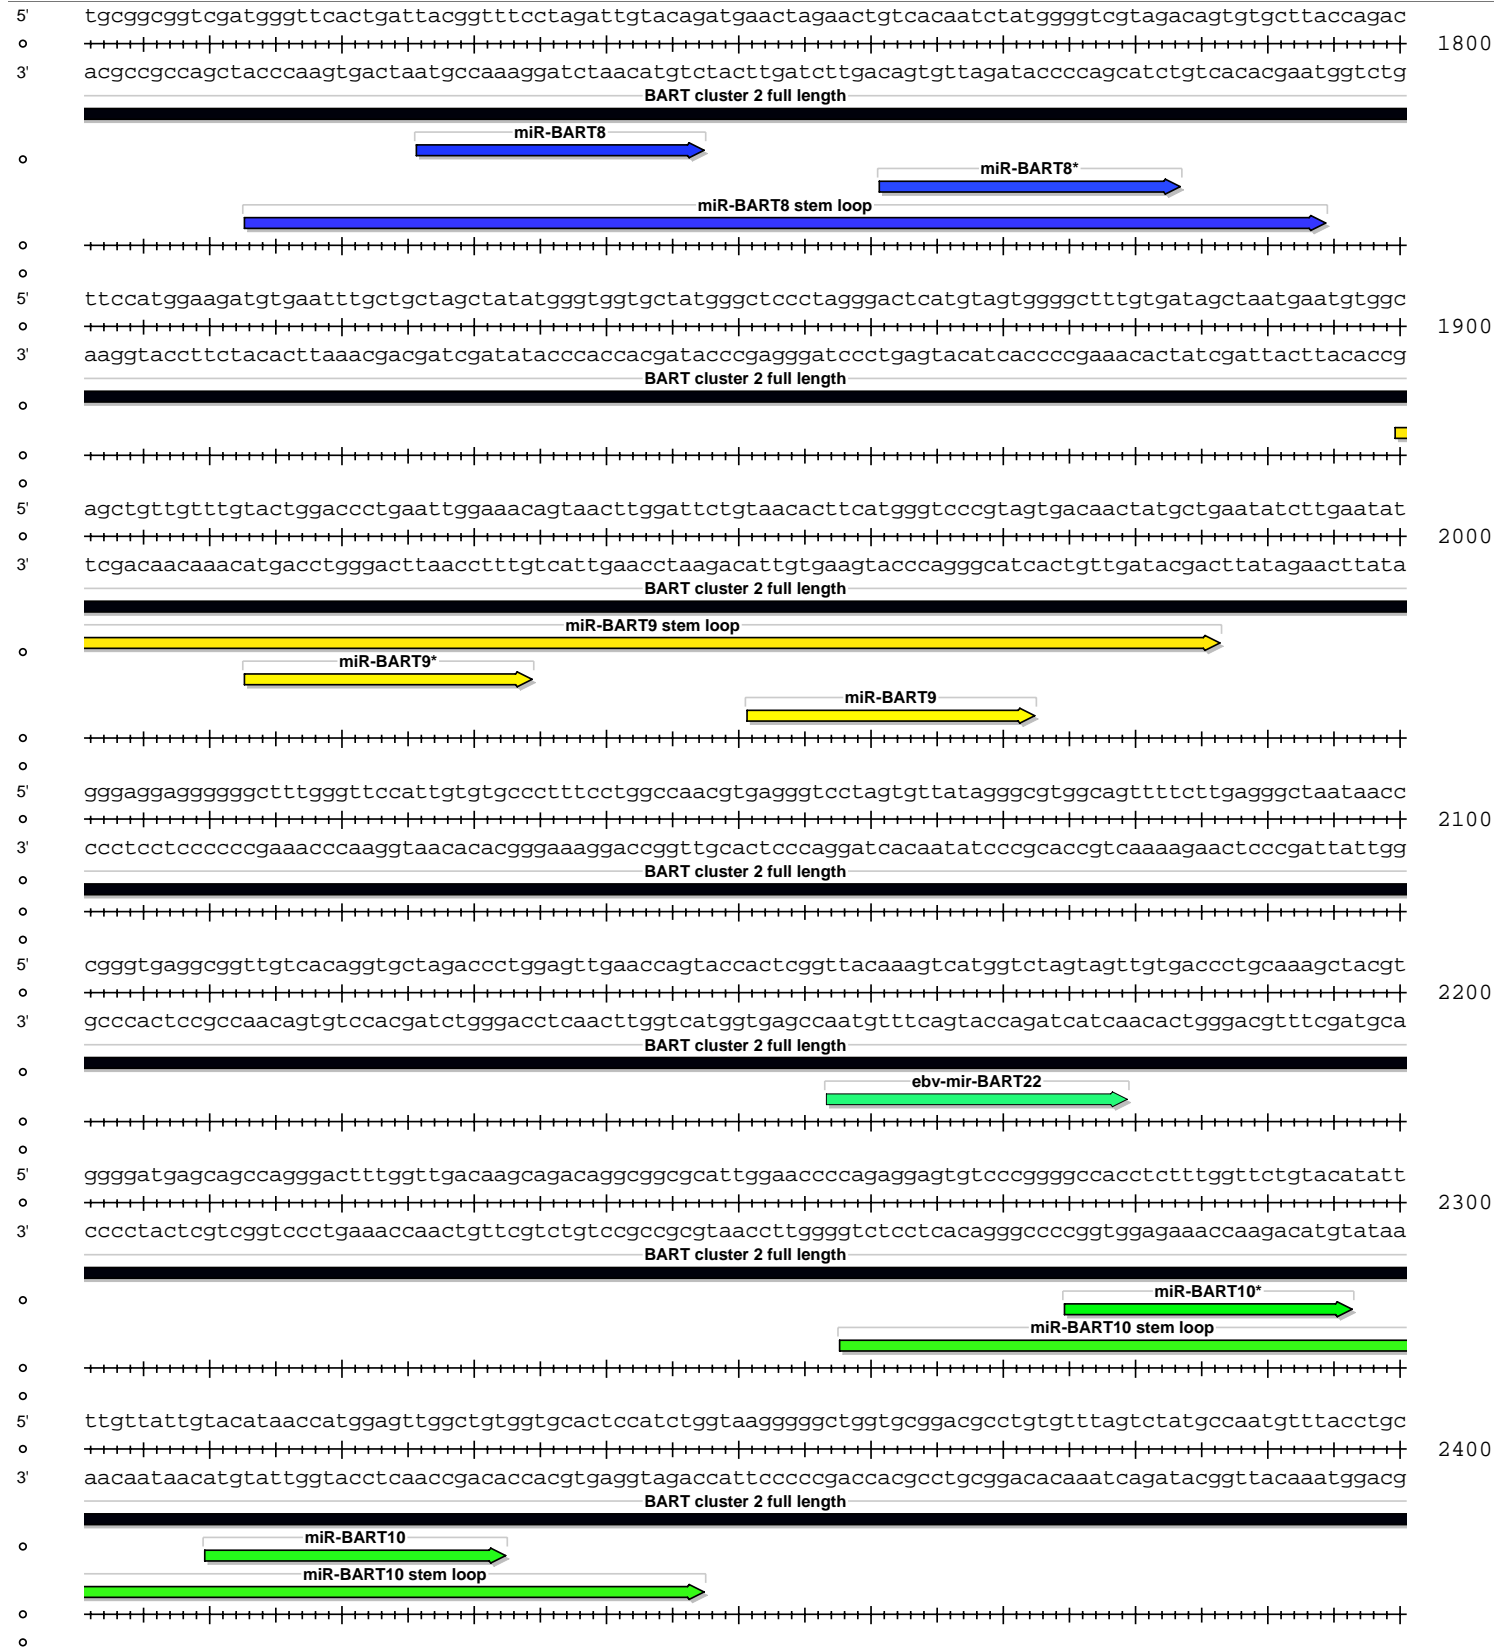 5' tgcggcggtcgatgggttcactgattacggtttcctagattgtacagatgaactagaactgtcacaatctatggggtcgtagacagtgtgcttaccagac
1800
3' acgccgccagctacccaagtgactaatgccaaaggatctaacatgtctacttgatcttgacagtgttagataccccagcatctgtcacacgaatggtctg
BART cluster 2 full length
miR-BART8
miR-BART8*
miR-BART8 stem loop
5' ttccatggaagatgtgaatttgctgctagctatatgggtggtgctatgggctccctagggactcatgtagtggggctttgtgatagctaatgaatgtggc
1900
3' aaggtaccttctacacttaaacgacgatcgatatacccaccacgatacccgagggatccctgagtacatcaccccgaaacactatcgattacttacaccg
BART cluster 2 full length
5' agctgttgtttgtactggaccctgaattggaaacagtaacttggattctgtaacacttcatgggtcccgtagtgacaactatgctgaatatcttgaatat
2000
3' tcgacaacaaacatgacctgggacttaacctttgtcattgaacctaagacattgtgaagtacccagggcatcactgttgatacgacttatagaacttata
BART cluster 2 full length
miR-BART9 stem loop
miR-BART9*
miR-BART9
5' gggaggaggggggctttgggttccattgtgtgccctttcctggccaacgtgagggtcctagtgttatagggcgtggcagttttcttgagggctaataacc
2100
3' ccctcctccccccgaaacccaaggtaacacacgggaaaggaccggttgcactcccaggatcacaatatcccgcaccgtcaaaagaactcccgattattgg
BART cluster 2 full length
5' cgggtgaggcggttgtcacaggtgctagaccctggagttgaaccagtaccactcggttacaaagtcatggtctagtagttgtgaccctgcaaagctacgt
2200
3' gcccactccgccaacagtgtccacgatctgggacctcaacttggtcatggtgagccaatgtttcagtaccagatcatcaacactgggacgtttcgatgca
BART cluster 2 full length
ebv-mir-BART22
5' ggggatgagcagccagggactttggttgacaagcagacaggcggcgcattggaaccccagaggagtgtcccggggccacctctttggttctgtacatatt
2300
3' cccctactcgtcggtccctgaaaccaactgttcgtctgtccgccgcgtaaccttggggtctcctcacagggccccggtggagaaaccaagacatgtataa
BART cluster 2 full length
miR-BART10*
miR-BART10 stem loop
5' ttgttattgtacataaccatggagttggctgtggtgcactccatctggtaagggggctggtgcggacgcctgtgtttagtctatgccaatgtttacctgc
2400
3' aacaataacatgtattggtacctcaaccgacaccacgtgaggtagaccattcccccgaccacgcctgcggacacaaatcagatacggttacaaatggacg
BART cluster 2 full length
miR-BART10
miR-BART10 stem loop